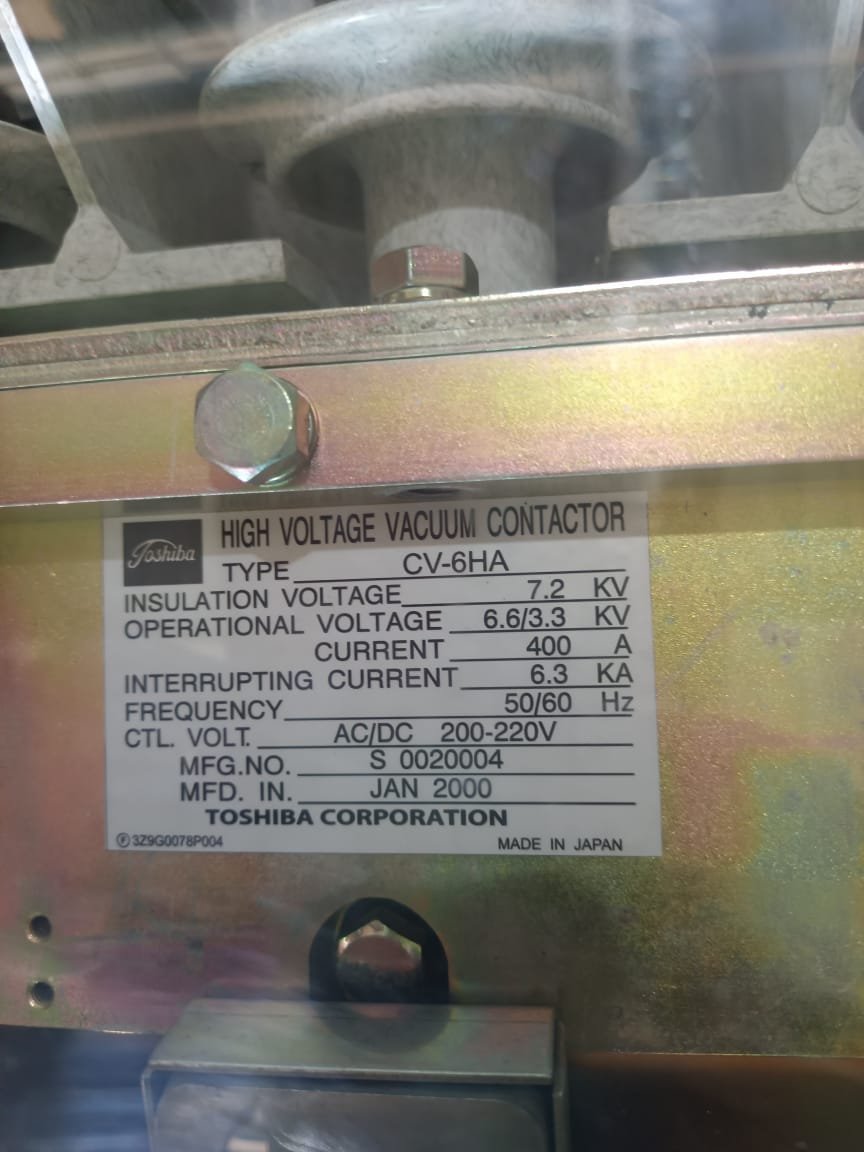 Toshiba
HIGH VOLTAGE VACUUM CONTACTOR
TYPE CV-6HA
INSULATION VOLTAGE 7.2 KV
OPERATIONAL VOLTAGE 6.6/3.3 KV
CURRENT 400 A
INTERRUPTING CURRENT 6.3 KA
FREQUENCY 50/60 Hz
CTL. VOLT. AC/DC 200-220V
MFG.NO. S 0020004
MFD. IN. JAN 2000
TOSHIBA CORPORATION
Ⓕ 3Z9G0078P004 MADE IN JAPAN